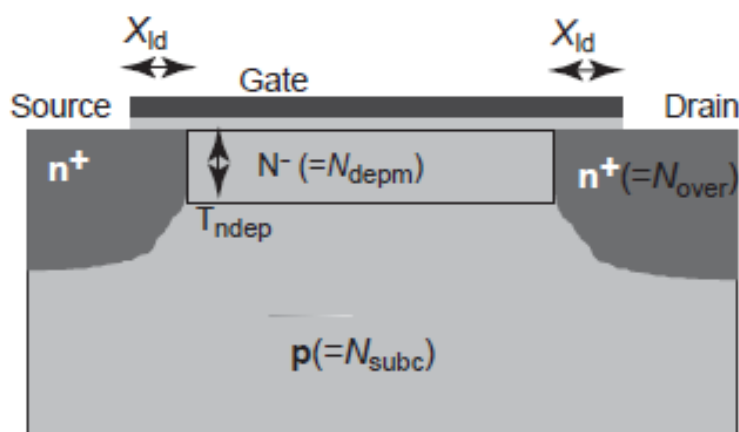 X_ld X_ld
Gate
Source Drain
n⁺ N⁻ (=N_depm) n⁺(=N_over)
T_ndep
p(=N_subc)